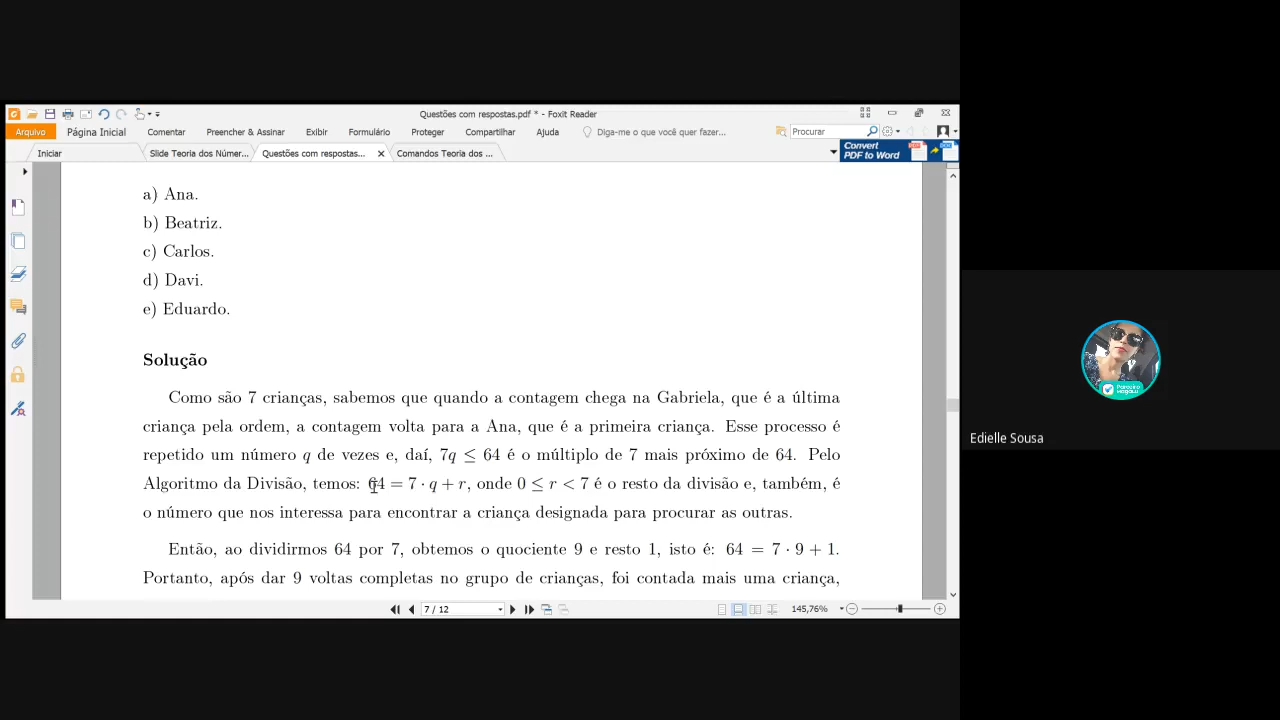 Questões com respostas.pdf * - Foxit Reader
Arquivo Página Inicial Comentar Preencher & Assinar Exibir Formulário Proteger Compartilhar Ajuda Diga-me o que você quer fazer... Procurar
Iniciar Slide Teoria dos Númer... Questões com respostas... Comandos Teoria dos ... Convert
PDF to Word
a) Ana.
b) Beatriz.
c) Carlos.
d) Davi.
e) Eduardo.
Solução
Como são 7 crianças, sabemos que quando a contagem chega na Gabriela, que é a última
criança pela ordem, a contagem volta para a Ana, que é a primeira criança. Esse processo é
repetido um número q de vezes e, daí, 7q ≤ 64 é o múltiplo de 7 mais próximo de 64. Pelo
Algoritmo da Divisão, temos: 64 = 7 · q + r, onde 0 ≤ r < 7 é o resto da divisão e, também, é
o número que nos interessa para encontrar a criança designada para procurar as outras.
Então, ao dividirmos 64 por 7, obtemos o quociente 9 e resto 1, isto é: 64 = 7 · 9 + 1.
Portanto, após dar 9 voltas completas no grupo de crianças, foi contada mais uma criança,
7 / 12 145,76%
Edielle Sousa